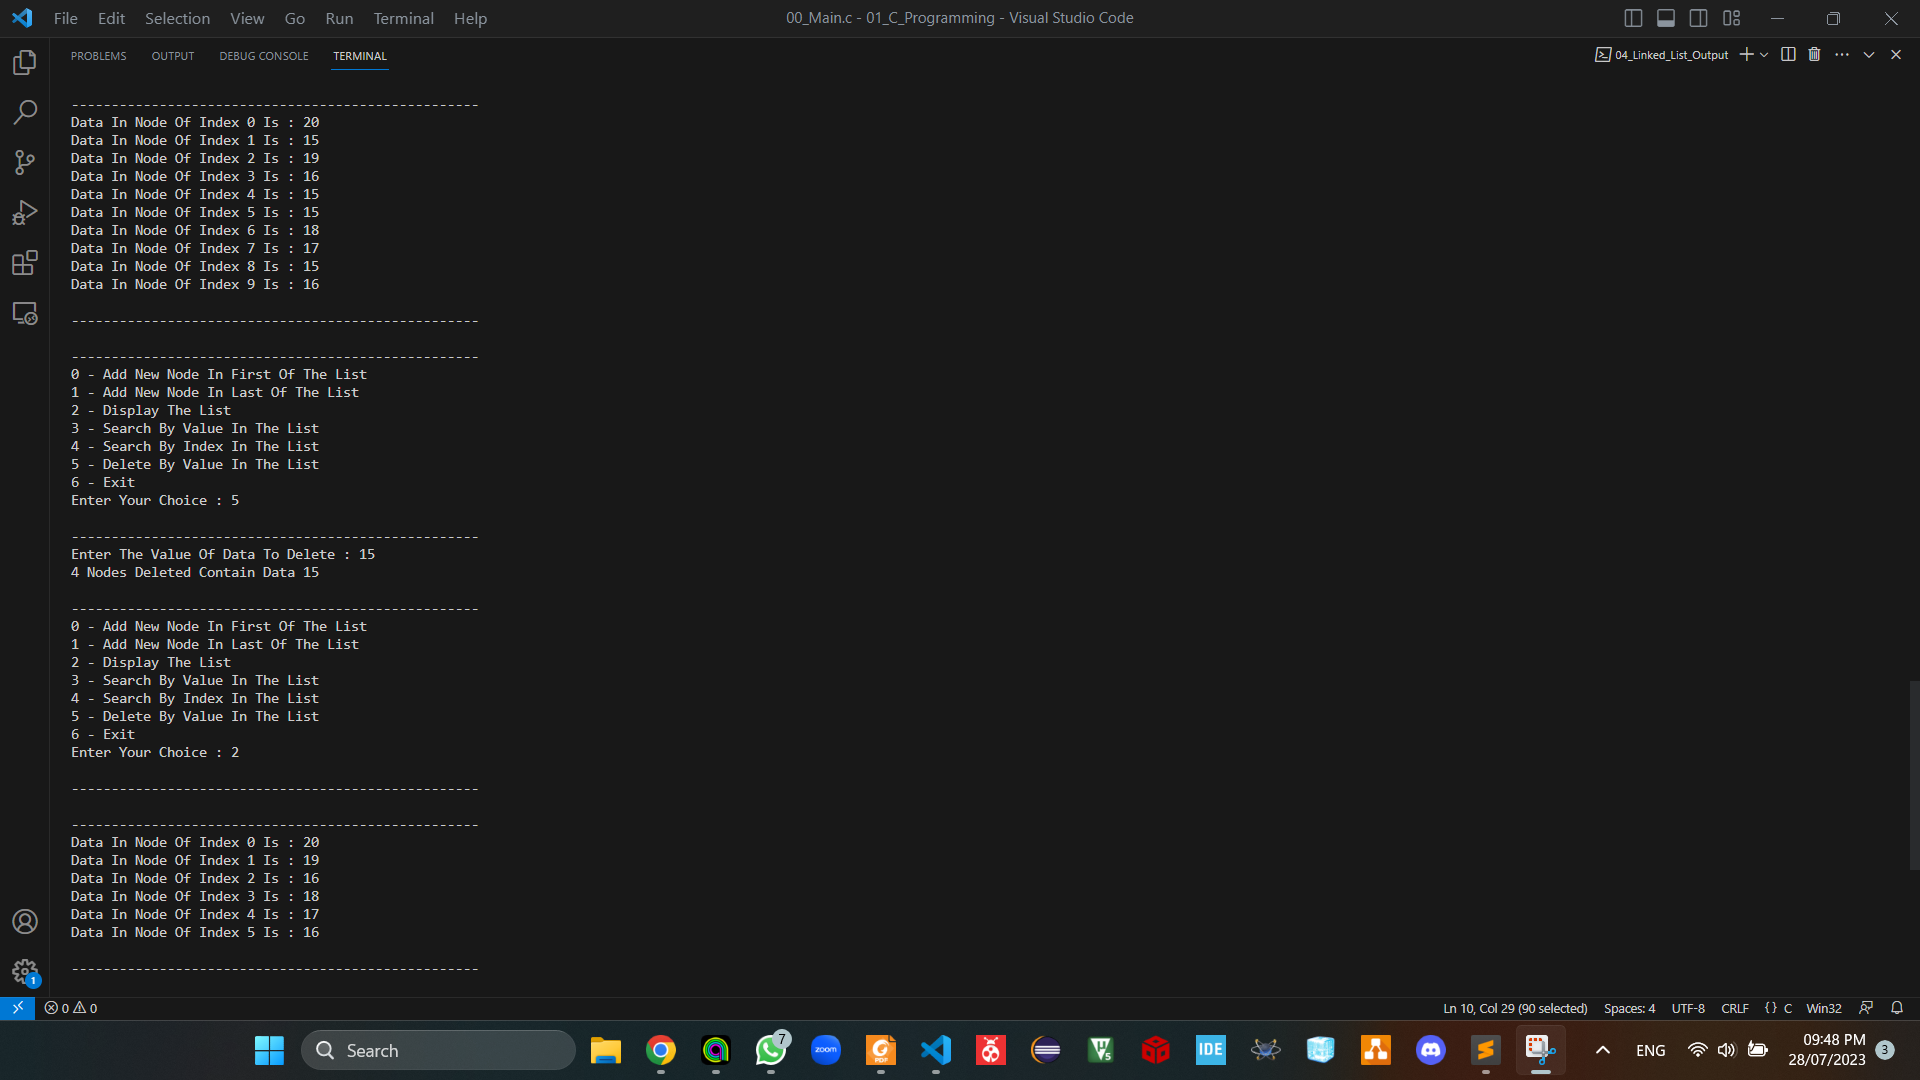 File Edit Selection View Go Run Terminal Help
00_Main.c - 01_C_Programming - Visual Studio Code
PROBLEMS OUTPUT DEBUG CONSOLE TERMINAL
04_Linked_List_Output
---------------------------------------------------
Data In Node Of Index 0 Is : 20
Data In Node Of Index 1 Is : 15
Data In Node Of Index 2 Is : 19
Data In Node Of Index 3 Is : 16
Data In Node Of Index 4 Is : 15
Data In Node Of Index 5 Is : 15
Data In Node Of Index 6 Is : 18
Data In Node Of Index 7 Is : 17
Data In Node Of Index 8 Is : 15
Data In Node Of Index 9 Is : 16
---------------------------------------------------
---------------------------------------------------
0 - Add New Node In First Of The List
1 - Add New Node In Last Of The List
2 - Display The List
3 - Search By Value In The List
4 - Search By Index In The List
5 - Delete By Value In The List
6 - Exit
Enter Your Choice : 5
---------------------------------------------------
Enter The Value Of Data To Delete : 15
4 Nodes Deleted Contain Data 15
---------------------------------------------------
0 - Add New Node In First Of The List
1 - Add New Node In Last Of The List
2 - Display The List
3 - Search By Value In The List
4 - Search By Index In The List
5 - Delete By Value In The List
6 - Exit
Enter Your Choice : 2
---------------------------------------------------
---------------------------------------------------
Data In Node Of Index 0 Is : 20
Data In Node Of Index 1 Is : 19
Data In Node Of Index 2 Is : 16
Data In Node Of Index 3 Is : 18
Data In Node Of Index 4 Is : 17
Data In Node Of Index 5 Is : 16
---------------------------------------------------
1
0 0
Ln 10, Col 29 (90 selected) Spaces: 4 UTF-8 CRLF {} C Win32
Search
7
zoom
PDF
V5
IDE
ENG
09:48 PM
28/07/2023
3